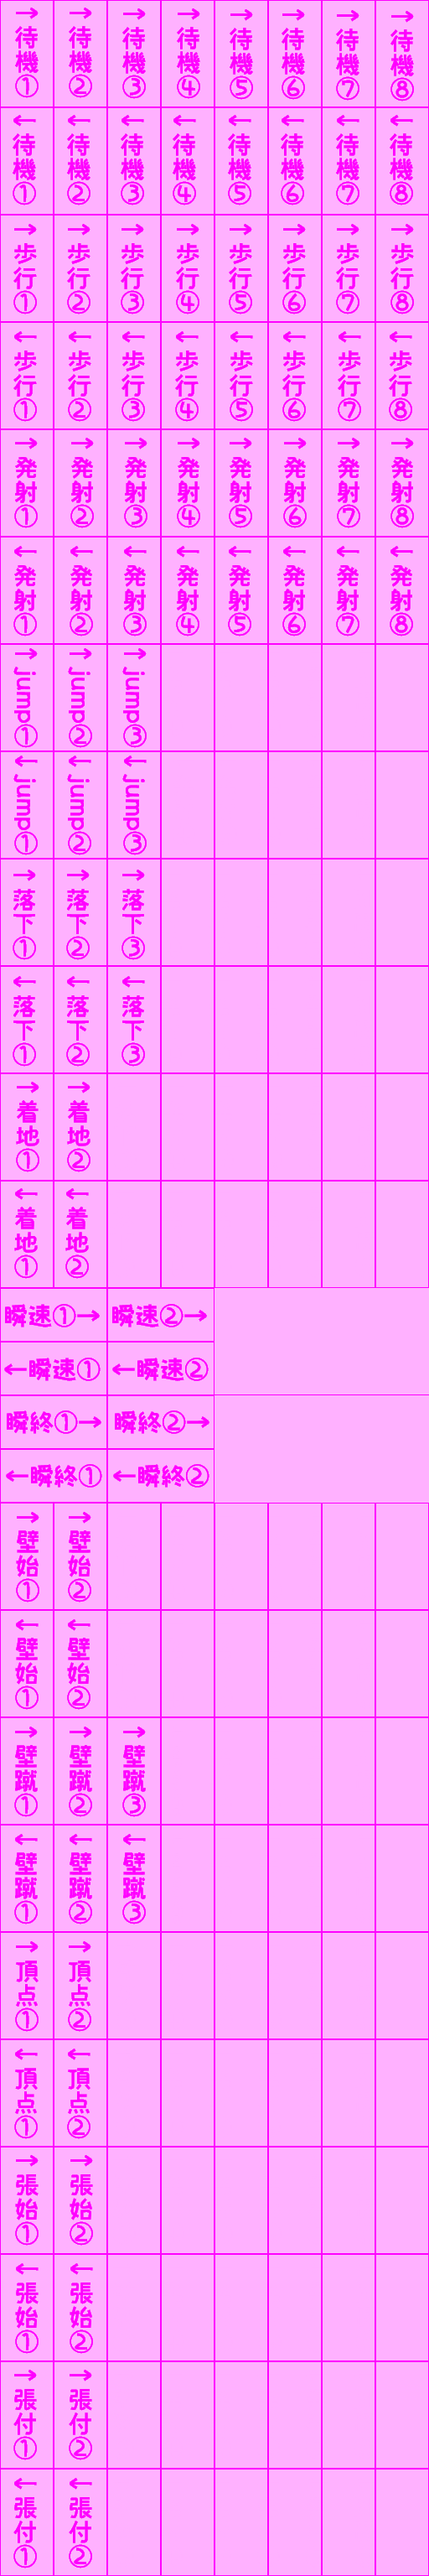 →待機① →待機② →待機③ →待機④ →待機⑤ →待機⑥ →待機⑦ →待機⑧
←待機① ←待機② ←待機③ ←待機④ ←待機⑤ ←待機⑥ ←待機⑦ ←待機⑧
→歩行① →歩行② →歩行③ →歩行④ →歩行⑤ →歩行⑥ →歩行⑦ →歩行⑧
←歩行① ←歩行② ←歩行③ ←歩行④ ←歩行⑤ ←歩行⑥ ←歩行⑦ ←歩行⑧
→発射① →発射② →発射③ →発射④ →発射⑤ →発射⑥ →発射⑦ →発射⑧
←発射① ←発射② ←発射③ ←発射④ ←発射⑤ ←発射⑥ ←発射⑦ ←発射⑧
→jump① →jump② →jump③
←jump① ←jump② ←jump③
→落下① →落下② →落下③
←落下① ←落下② ←落下③
→着地① →着地②
←着地① ←着地②
瞬速①→ 瞬速②→
←瞬速① ←瞬速②
瞬終①→ 瞬終②→
←瞬終① ←瞬終②
→壁始① →壁始②
←壁始① ←壁始②
→壁蹴① →壁蹴② →壁蹴③
←壁蹴① ←壁蹴② ←壁蹴③
→頂点① →頂点②
←頂点① ←頂点②
→張始① →張始②
←張始① ←張始②
→張付① →張付②
←張付① ←張付②